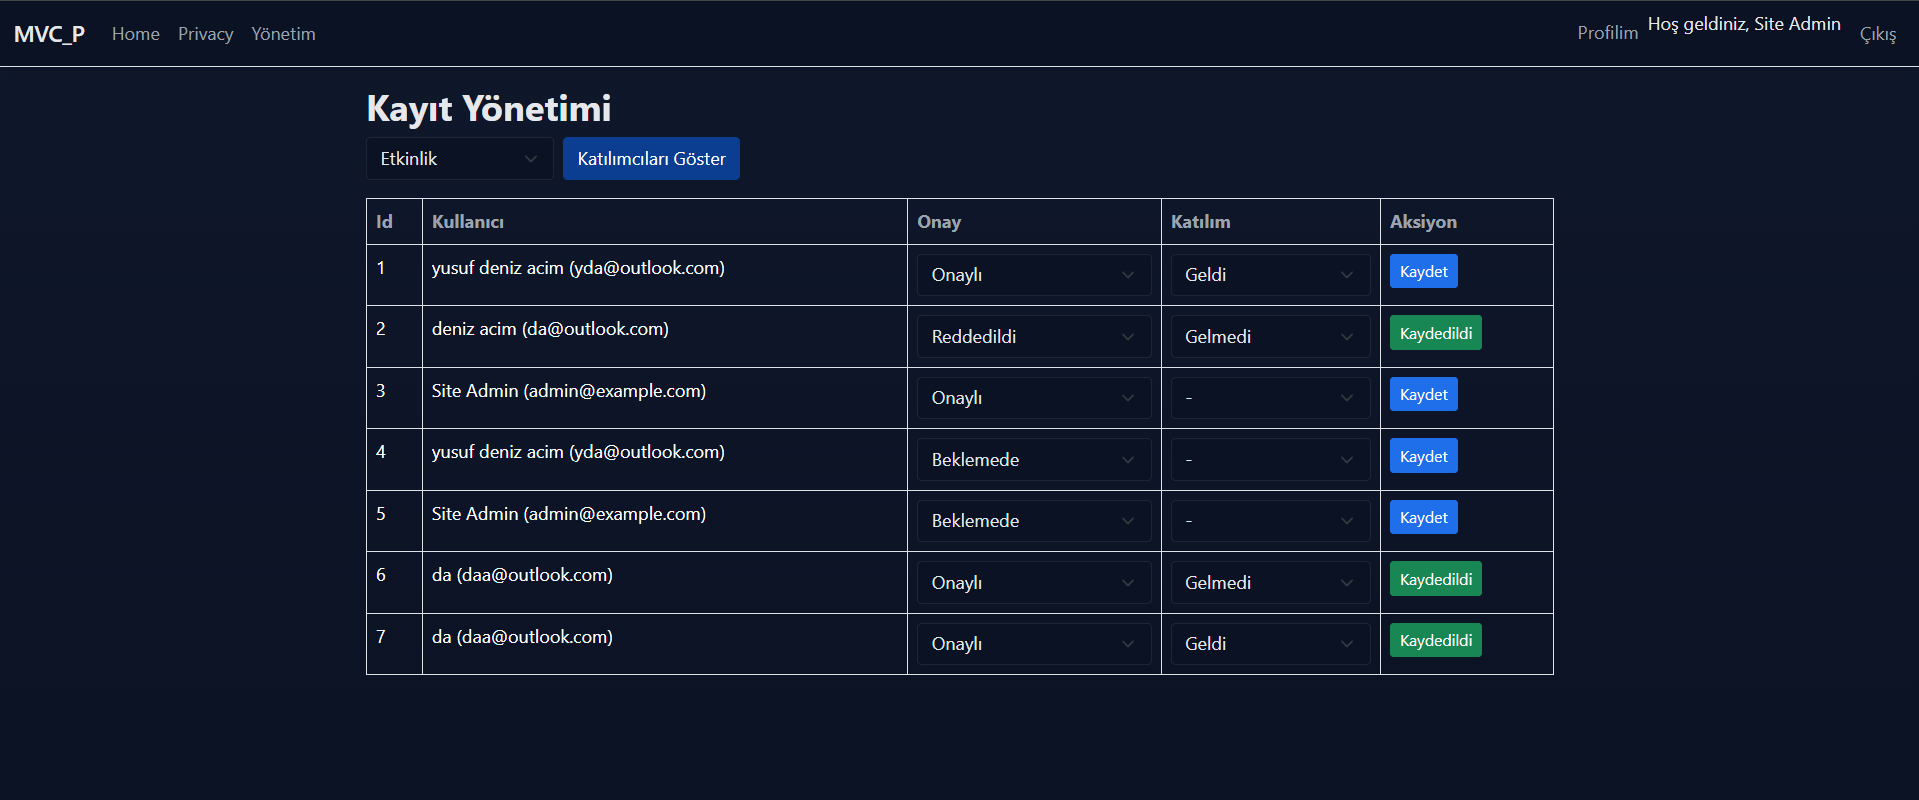 MVC_P Home Privacy Yönetim Profilim Hoş geldiniz, Site Admin Çıkış
Kayıt Yönetimi
Etkinlik Katılımcıları Göster
Id Kullanıcı Onay Katılım Aksiyon
1 yusuf deniz acim (yda@outlook.com) Onaylı Geldi Kaydet
2 deniz acim (da@outlook.com) Reddedildi Gelmedi Kaydedildi
3 Site Admin (admin@example.com) Onaylı - Kaydet
4 yusuf deniz acim (yda@outlook.com) Beklemede - Kaydet
5 Site Admin (admin@example.com) Beklemede - Kaydet
6 da (daa@outlook.com) Onaylı Gelmedi Kaydedildi
7 da (daa@outlook.com) Onaylı Geldi Kaydedildi